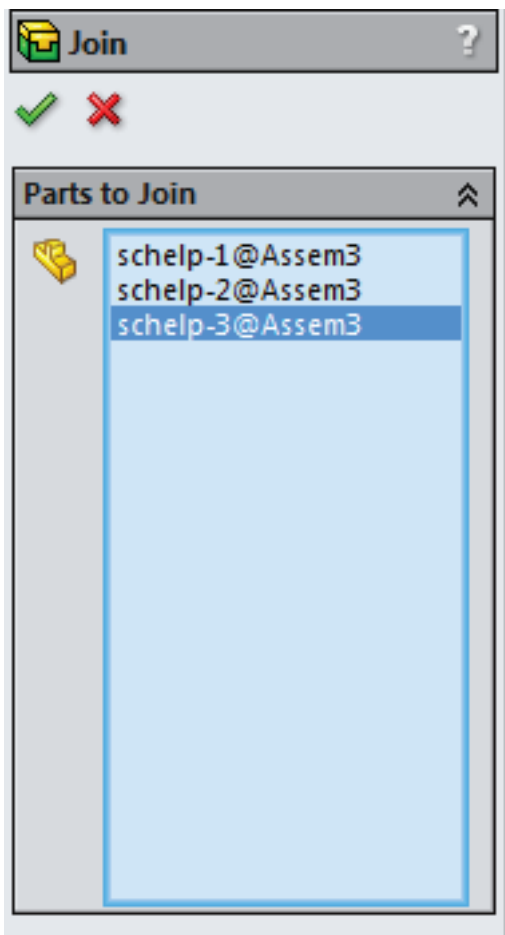 Join ?
Parts to Join
schelp-1@Assem3
schelp-2@Assem3
schelp-3@Assem3